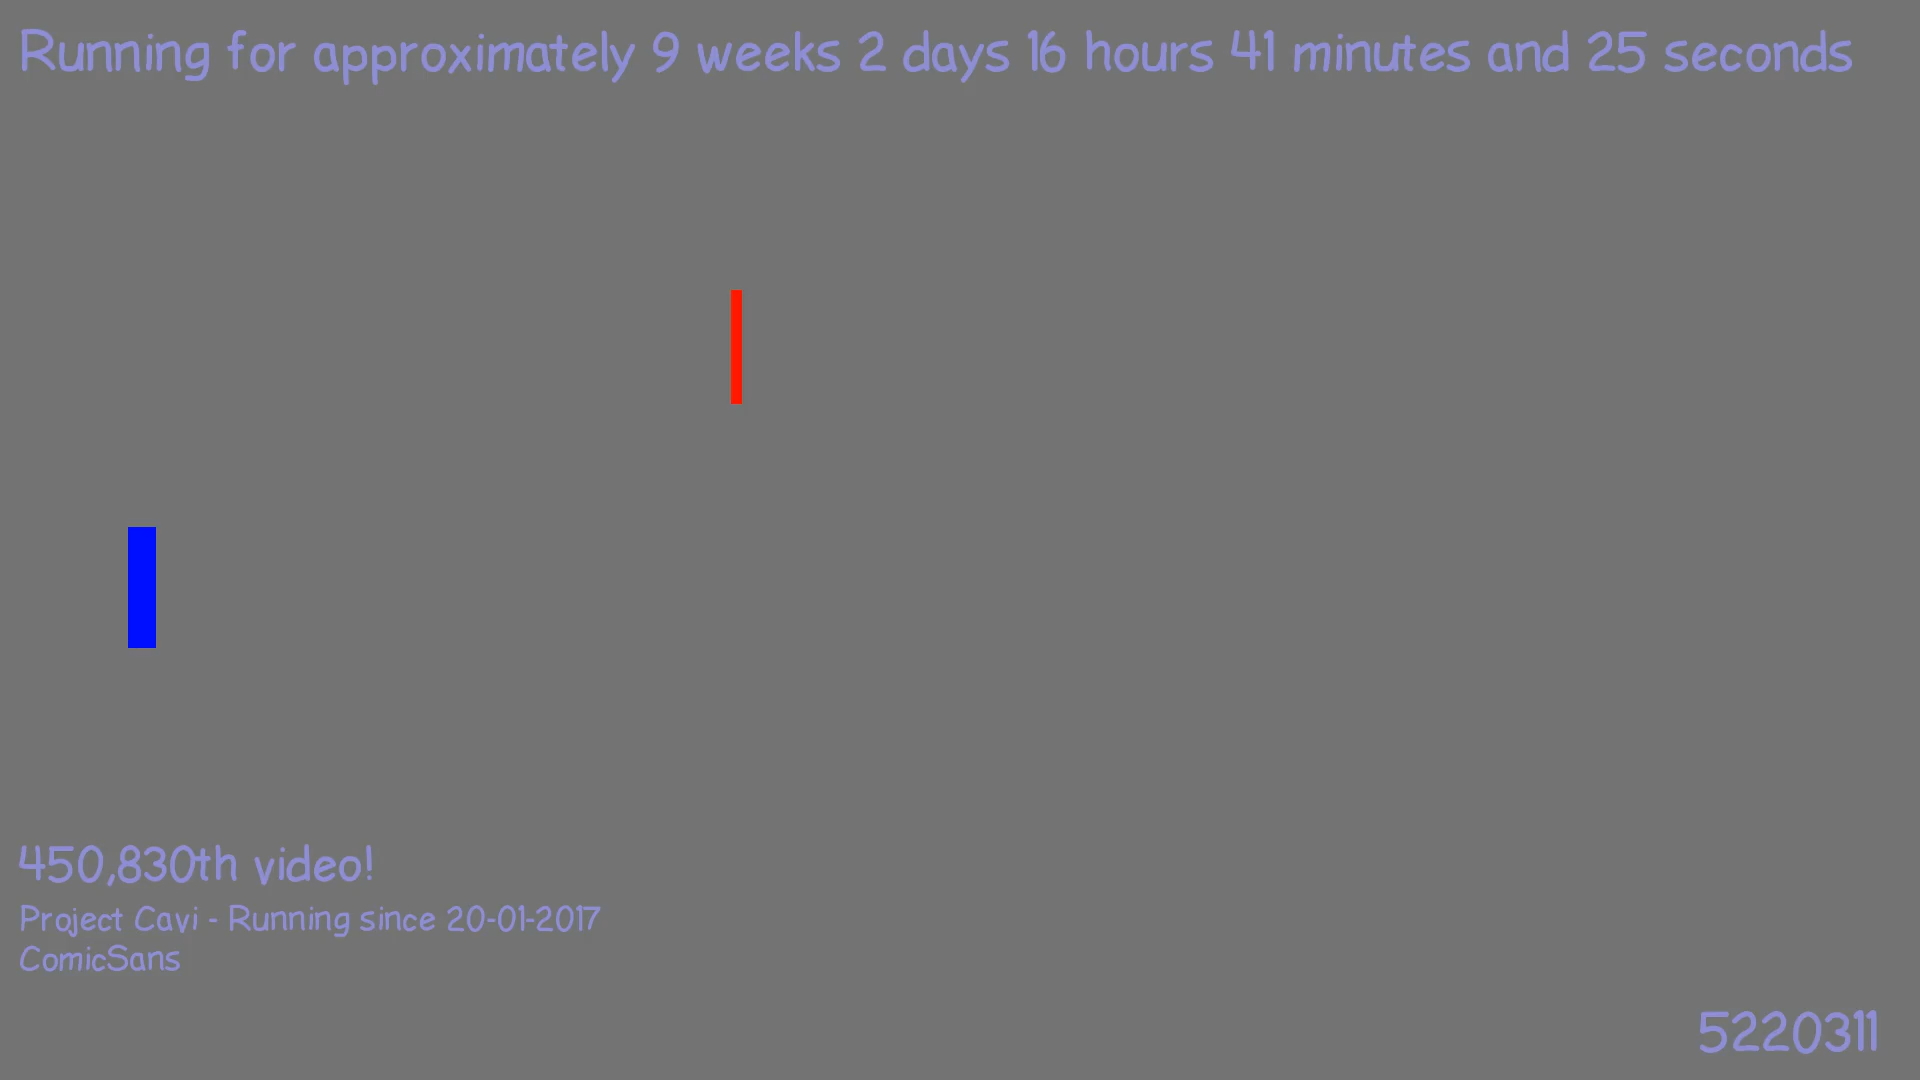 Running for approximately 9 weeks 2 days 16 hours 41 minutes and 25 seconds
450,830th video!
Project Cavi - Running since 20-01-2017
ComicSans
5220311